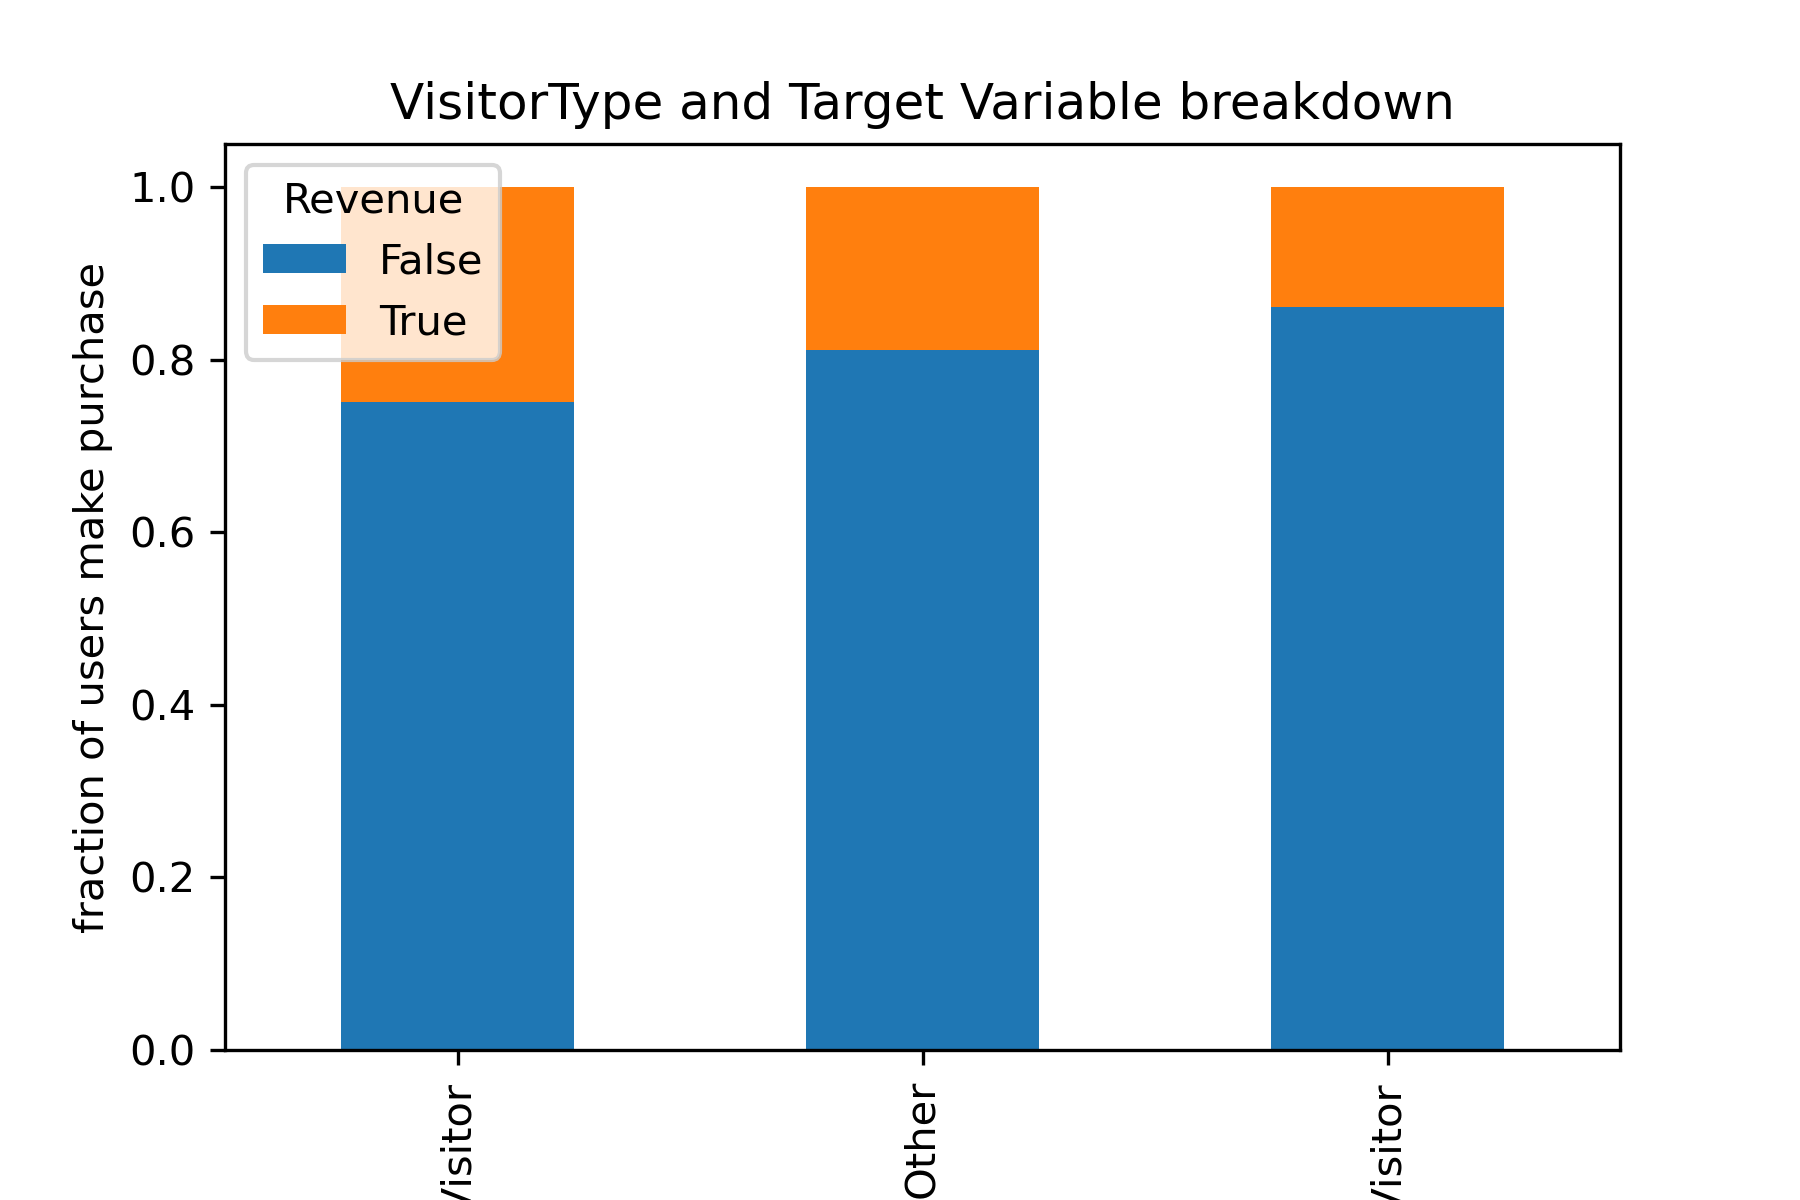 VisitorType and Target Variable breakdown
fraction of users make purchase
1.0
0.8
0.6
0.4
0.2
0.0
Revenue
False
True
Visitor
Other
Visitor